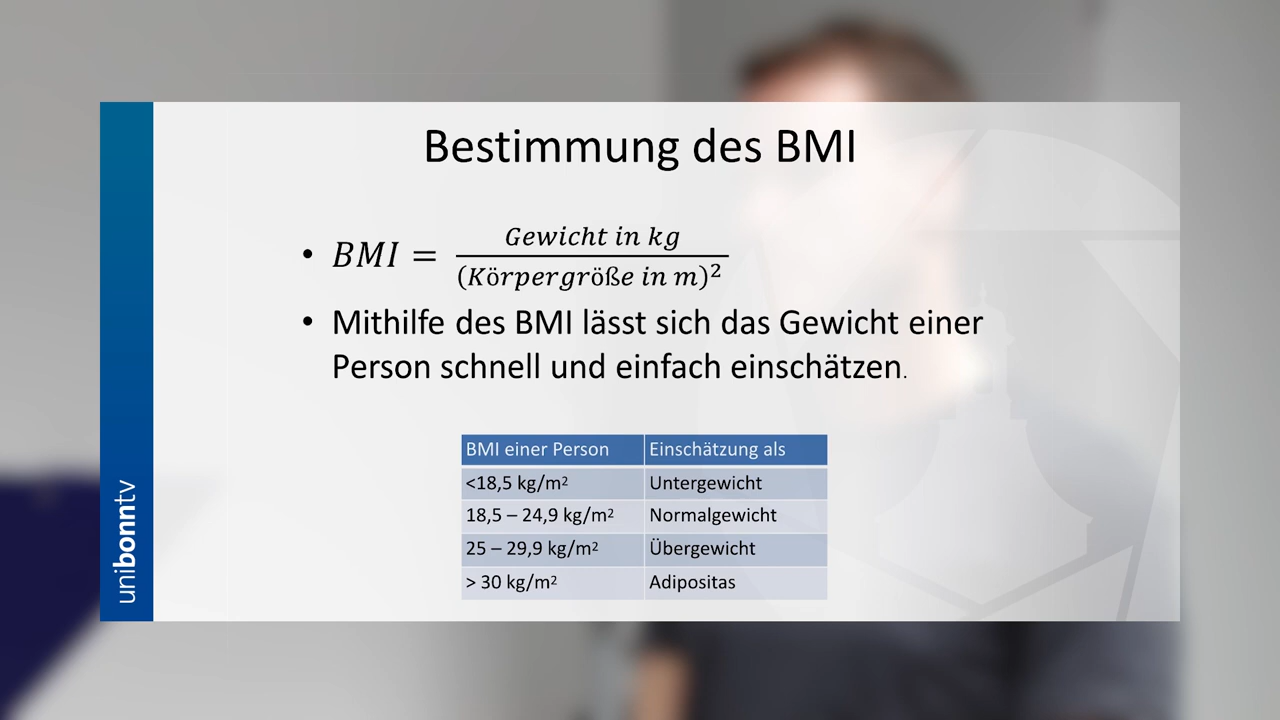 Bestimmung des BMI
• BMI = Gewicht in kg / (Körpergröße in m)²
• Mithilfe des BMI lässt sich das Gewicht einer
Person schnell und einfach einschätzen.
BMI einer Person Einschätzung als
<18,5 kg/m² Untergewicht
18,5 – 24,9 kg/m² Normalgewicht
25 – 29,9 kg/m² Übergewicht
> 30 kg/m² Adipositas
unibonntv